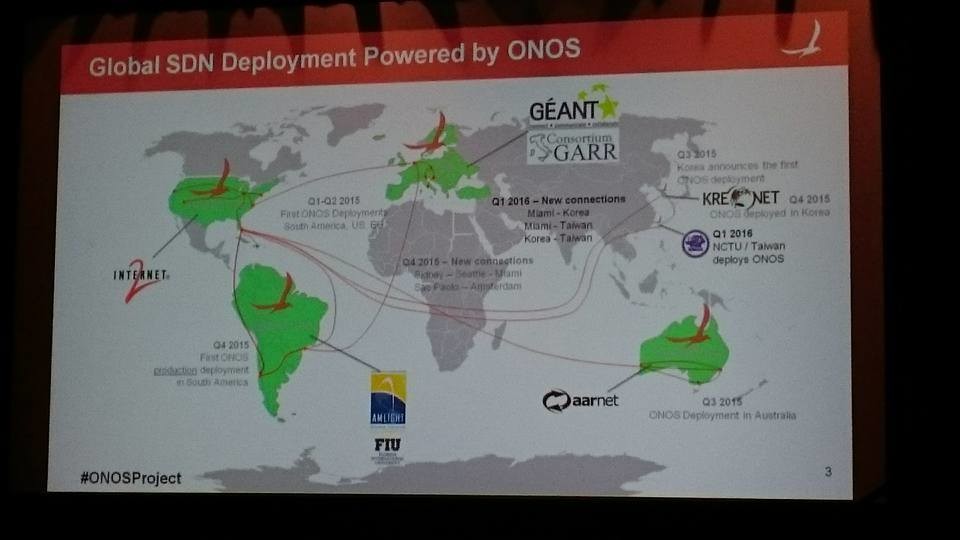 Global SDN Deployment Powered by ONOS
GÉANT
Consortium
GARR
Q3 2015
Korea announces the first
ONOS deployment
KREONET Q4 2015
ONOS deployed in Korea
Q1 2016
NCTU / Taiwan
deploys ONOS
Q1-Q2 2015
First ONOS Deployments
South America, US, EU
Q1 2016 – New connections
Miami - Korea
Miami - Taiwan
Korea - Taiwan
INTERNET
2
Q4 2015 – New connections
Sidney – Seattle - Miami
Sao Paolo – Amsterdam
Q4 2015
First ONOS
production deployment
in South America
AMLIGHT
FIU
aarnet
Q3 2015
ONOS Deployment in Australia
#ONOSProject
3